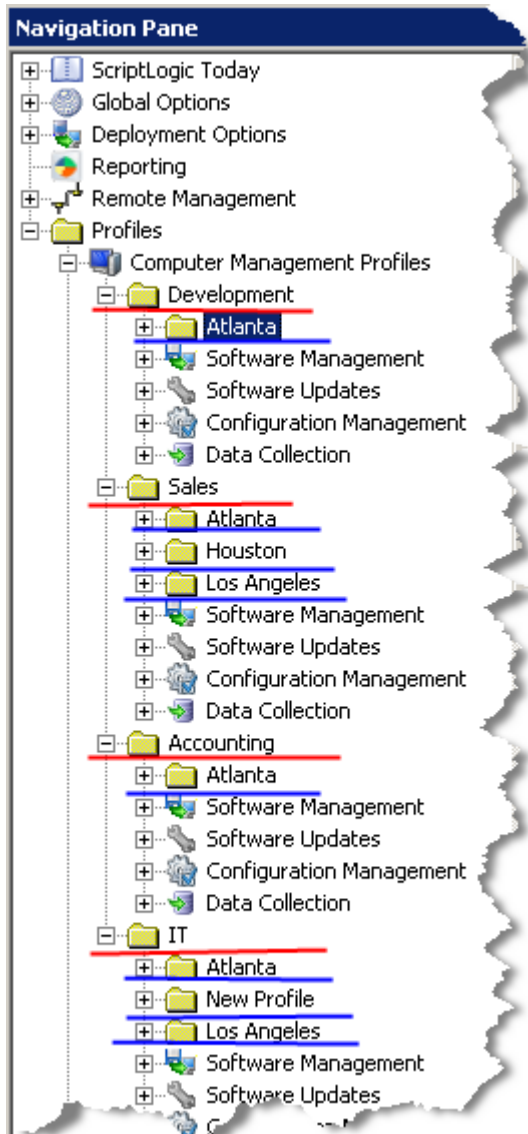 Navigation Pane
ScriptLogic Today
Global Options
Deployment Options
Reporting
Remote Management
Profiles
Computer Management Profiles
Development
Atlanta
Software Management
Software Updates
Configuration Management
Data Collection
Sales
Atlanta
Houston
Los Angeles
Software Management
Software Updates
Configuration Management
Data Collection
Accounting
Atlanta
Software Management
Software Updates
Configuration Management
Data Collection
IT
Atlanta
New Profile
Los Angeles
Software Management
Software Updates